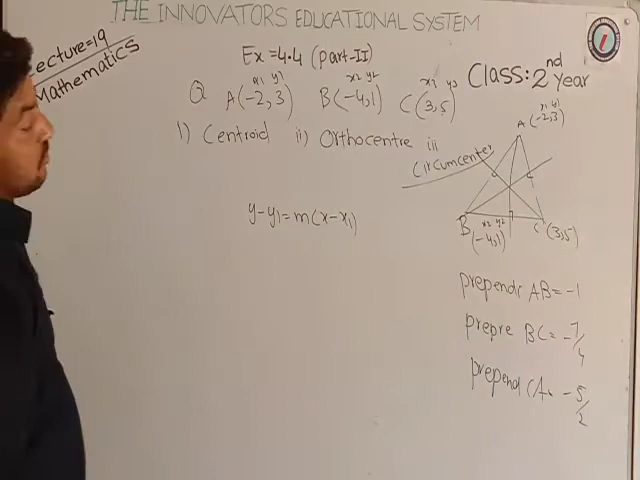 THE INNOVATORS EDUCATIONAL SYSTEM
Lecture=19
Mathematics
Ex =4.4 (part-II)
Class: 2nd year
x1 y1 x2 y2 x3 y3
Q A(-2,3) B(-4,1) C(3,5)
i) Centroid ii) Orthocentre iii
Circumcenter
A (-2,3)
y-y1=m(x-x1)
B x2 y2 C (3,5)
(-4,1)
prependr AB=-1
prepre BC=-7/4
prepend CA= -5/2